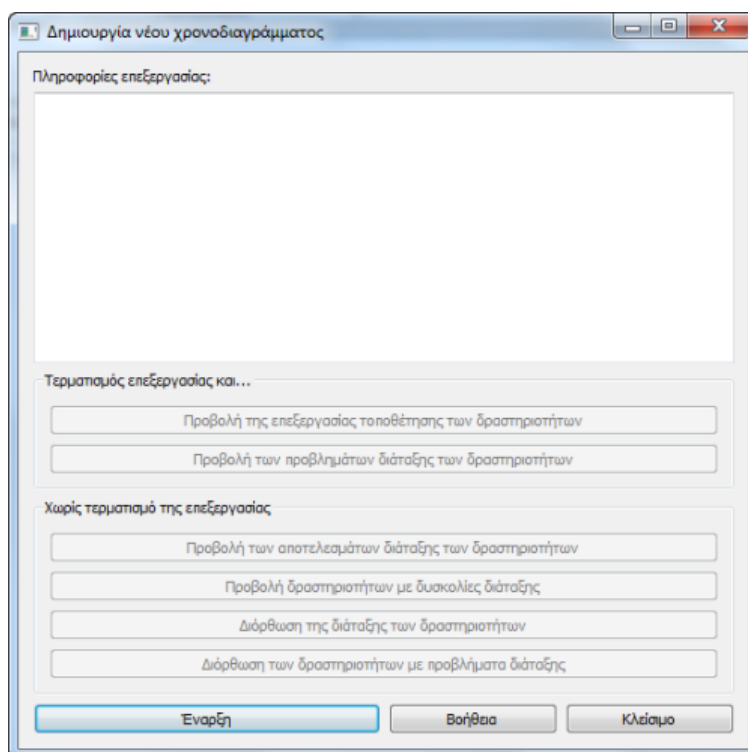 Δημιουργία νέου χρονοδιαγράμματος
Πληροφορίες επεξεργασίας:
Τερματισμός επεξεργασίας και...
Προβολή της επεξεργασίας τοποθέτησης των δραστηριοτήτων
Προβολή των προβλημάτων διάταξης των δραστηριοτήτων
Χωρίς τερματισμό της επεξεργασίας
Προβολή των αποτελεσμάτων διάταξης των δραστηριοτήτων
Προβολή δραστηριοτήτων με δυσκολίες διάταξης
Διόρθωση της διάταξης των δραστηριοτήτων
Διόρθωση των δραστηριοτήτων με προβλήματα διάταξης
Έναρξη Βοήθεια Κλείσιμο